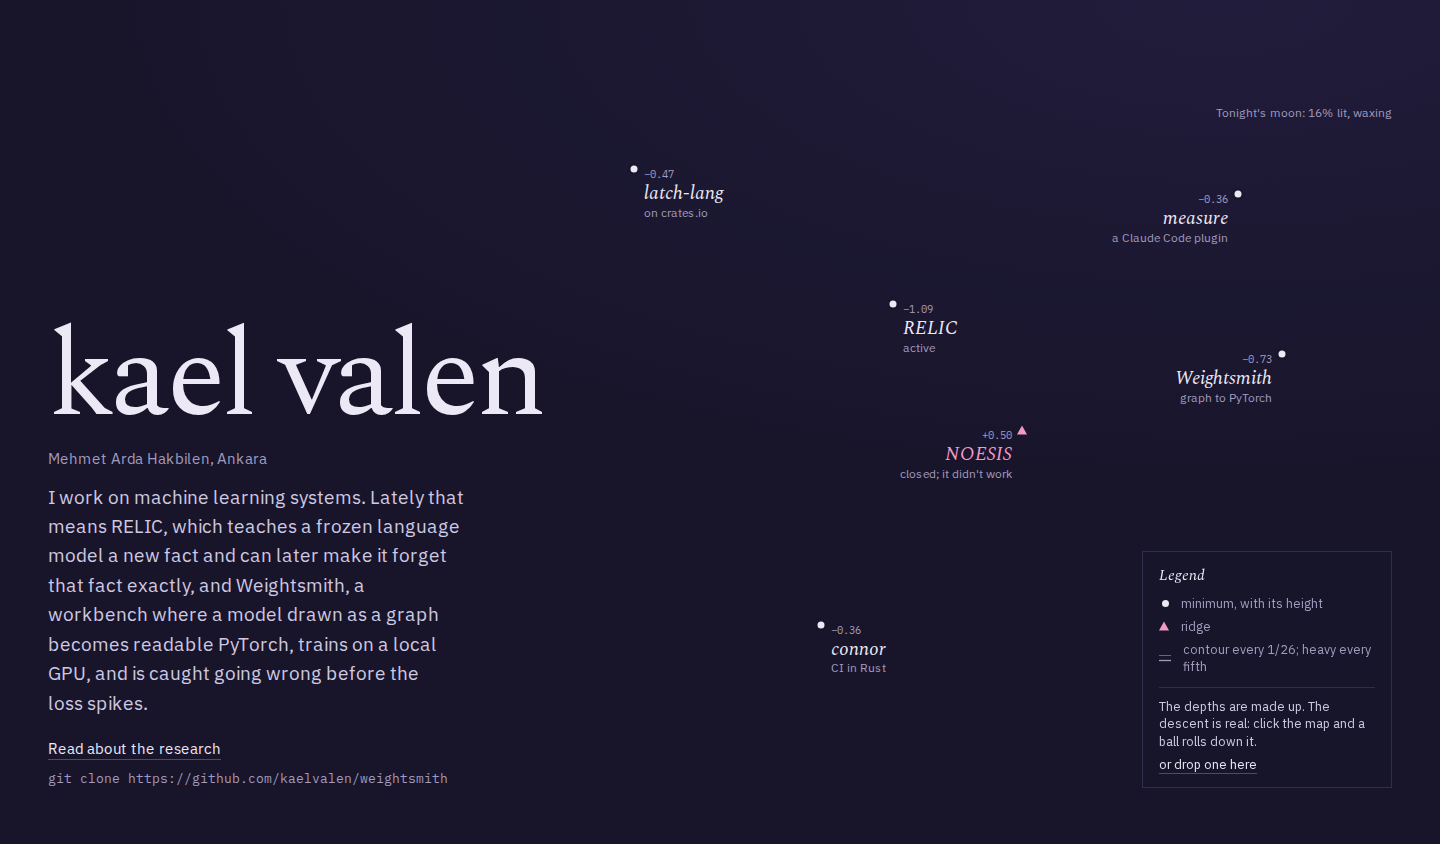 Tonight's moon: 16% lit, waxing
−0.47
latch-lang
on crates.io
−0.36
measure
a Claude Code plugin
−1.09
RELIC
active
−0.73
Weightsmith
graph to PyTorch
+0.50
NOESIS
closed; it didn't work
−0.36
connor
CI in Rust
kael valen
Mehmet Arda Hakbilen, Ankara
I work on machine learning systems. Lately that
means RELIC, which teaches a frozen language
model a new fact and can later make it forget
that fact exactly, and Weightsmith, a
workbench where a model drawn as a graph
becomes readable PyTorch, trains on a local
GPU, and is caught going wrong before the
loss spikes.
Read about the research
git clone https://github.com/kaelvalen/weightsmith
Legend
minimum, with its height
ridge
contour every 1/26; heavy every
fifth
The depths are made up. The
descent is real: click the map and a
ball rolls down it.
or drop one here